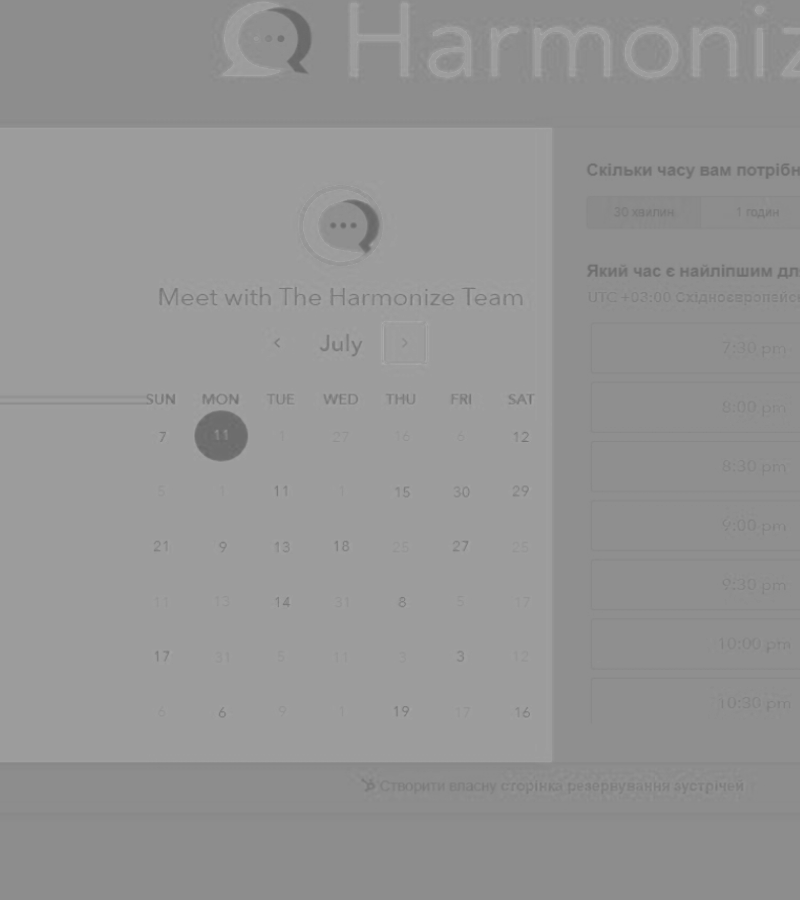 Harmoniz
Meet with The Harmonize Team
July
SUN MON TUE WED THU FRI SAT
7 11 1 27 16 6 12
5 11 15 30 29
21 9 13 18 25 27 25
11 13 14 31 8 5 17
17 31 5 11 3 3 12
6 6 9 19 17 16
Скільки часу вам потрібн
30 хвилин 1 годин
Який час є найліпшим дл
UTC +03:00 Східноєвропейсь
7:30 pm
8:00 pm
8:30 pm
9:00 pm
9:30 pm
10:00 pm
10:30 pm
Створити власну сторінка резервування зустрічей